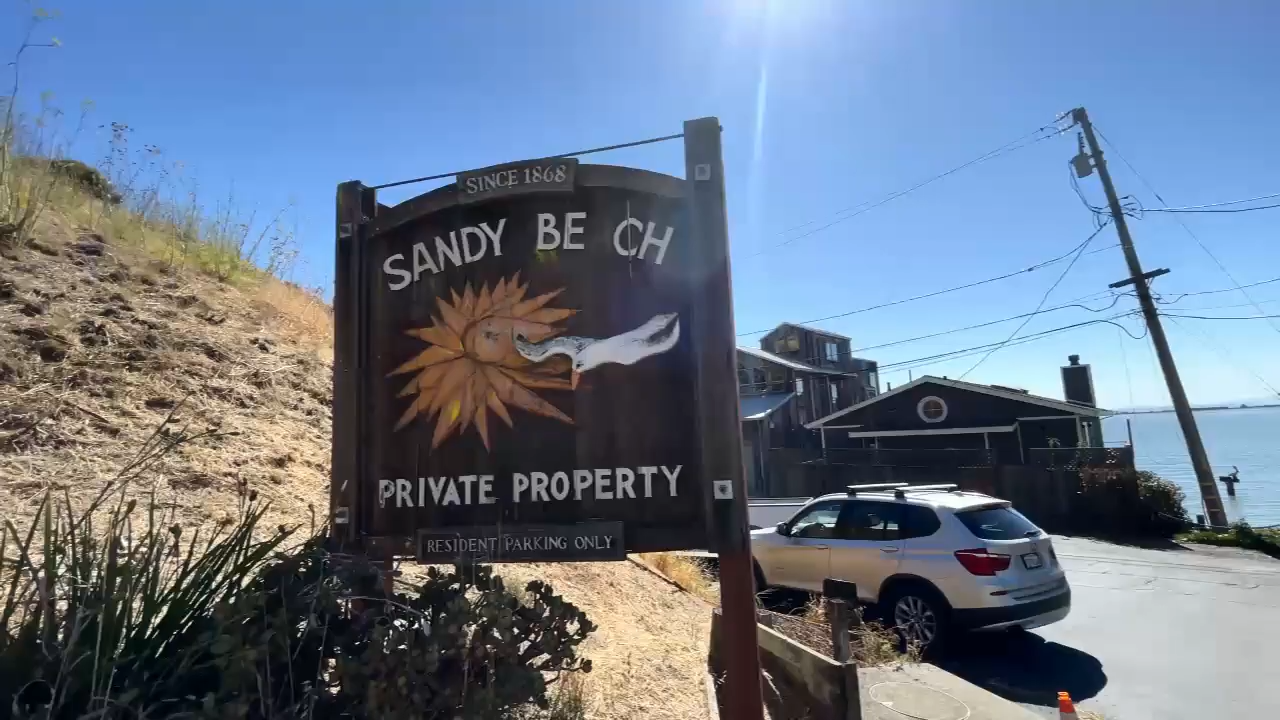 SINCE 1868
SANDY BE CH
PRIVATE PROPERTY
RESIDENT PARKING ONLY